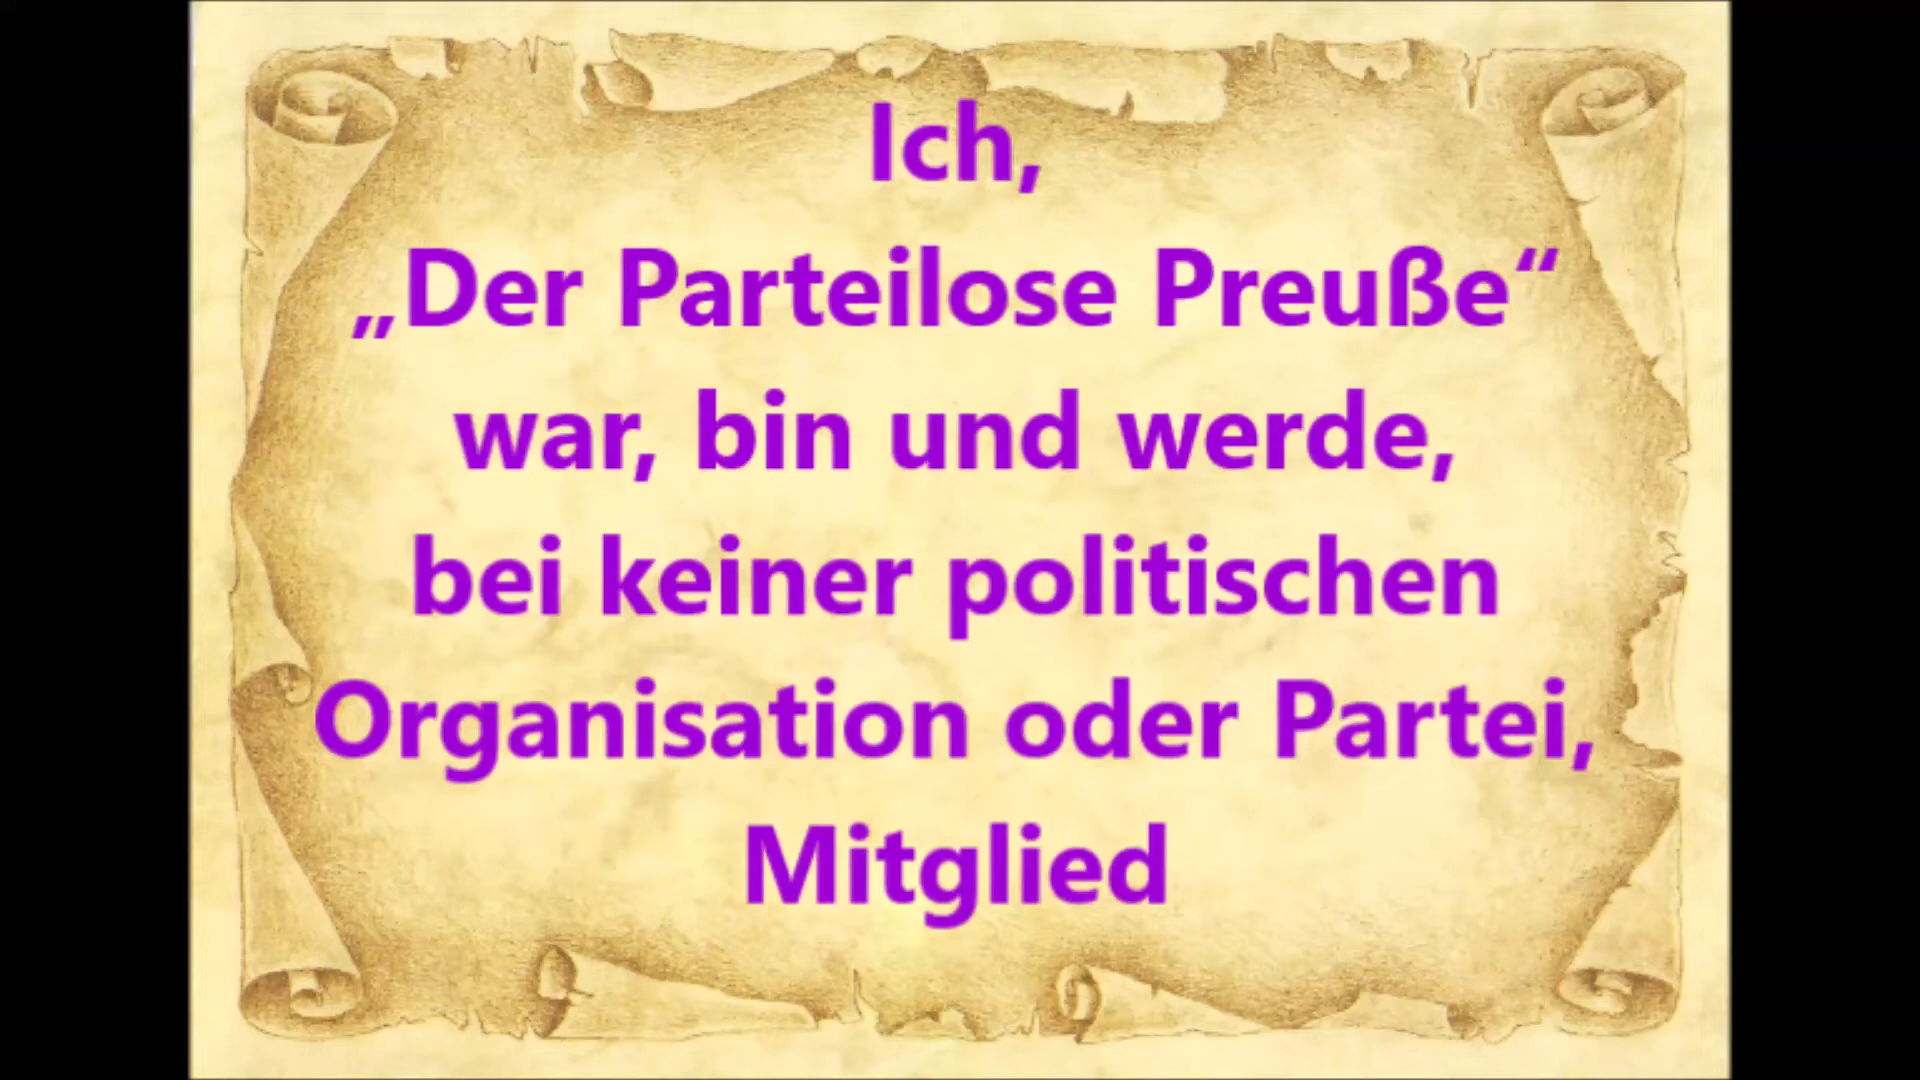 Ich,
„Der Parteilose Preuße“
war, bin und werde,
bei keiner politischen
Organisation oder Partei,
Mitglied